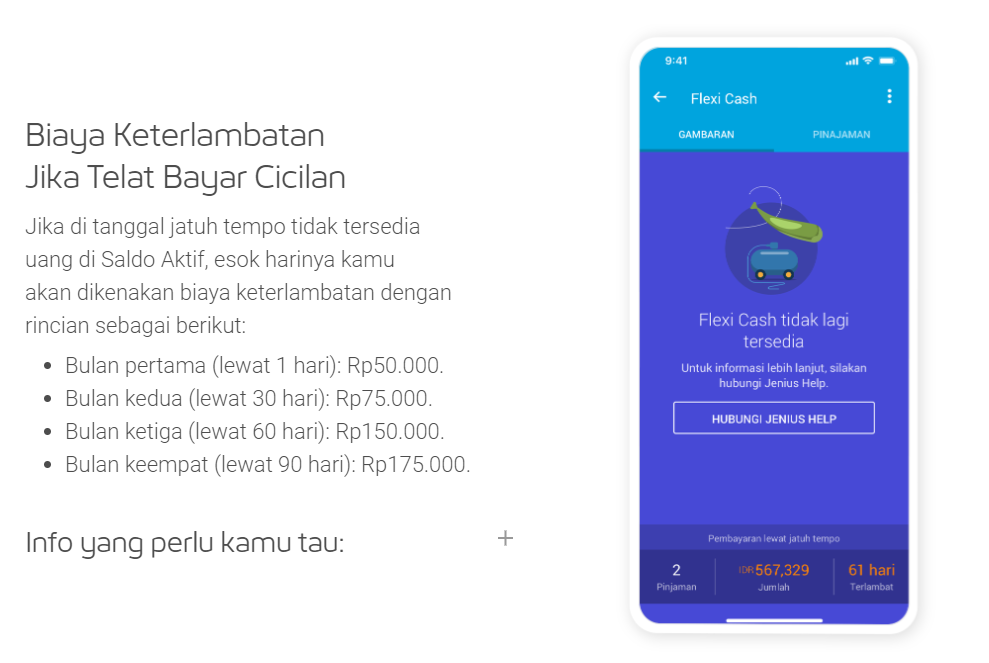 Biaya Keterlambatan
Jika Telat Bayar Cicilan
Jika di tanggal jatuh tempo tidak tersedia
uang di Saldo Aktif, esok harinya kamu
akan dikenakan biaya keterlambatan dengan
rincian sebagai berikut:
• Bulan pertama (lewat 1 hari): Rp50.000.
• Bulan kedua (lewat 30 hari): Rp75.000.
• Bulan ketiga (lewat 60 hari): Rp150.000.
• Bulan keempat (lewat 90 hari): Rp175.000.
Info yang perlu kamu tau: +
9:41
Flexi Cash
GAMBARAN PINAJAMAN
Flexi Cash tidak lagi
tersedia
Untuk informasi lebih lanjut, silakan
hubungi Jenius Help.
HUBUNGI JENIUS HELP
Pembayaran lewat jatuh tempo
2 IDR567,329 61 hari
Pinjaman Jumlah Terlambat